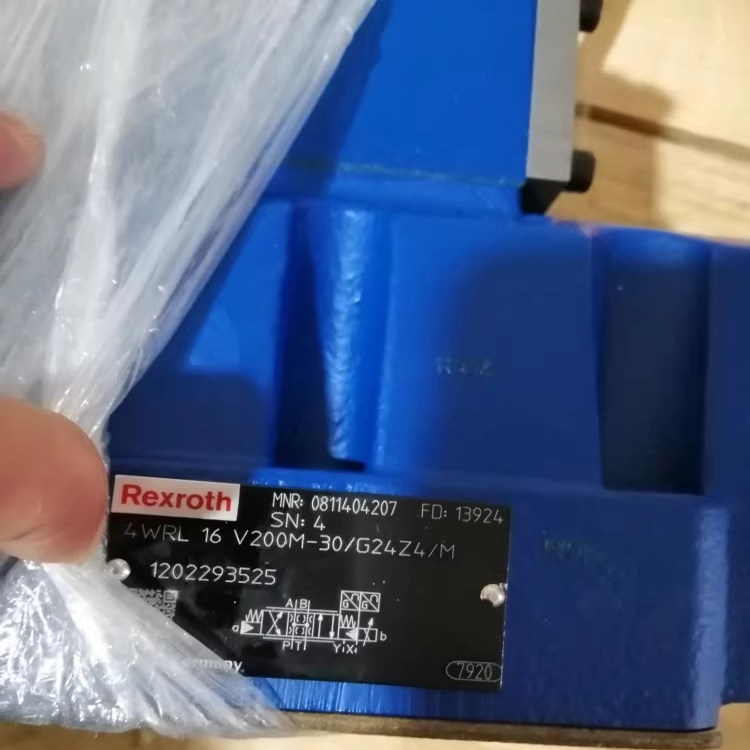 Rexroth
MNR: 0811404207 FD: 13924
SN: 4
4WRL 16 V200M-30/G24Z4/M
1202293525
A B
G G
a b
P T Y X
7920